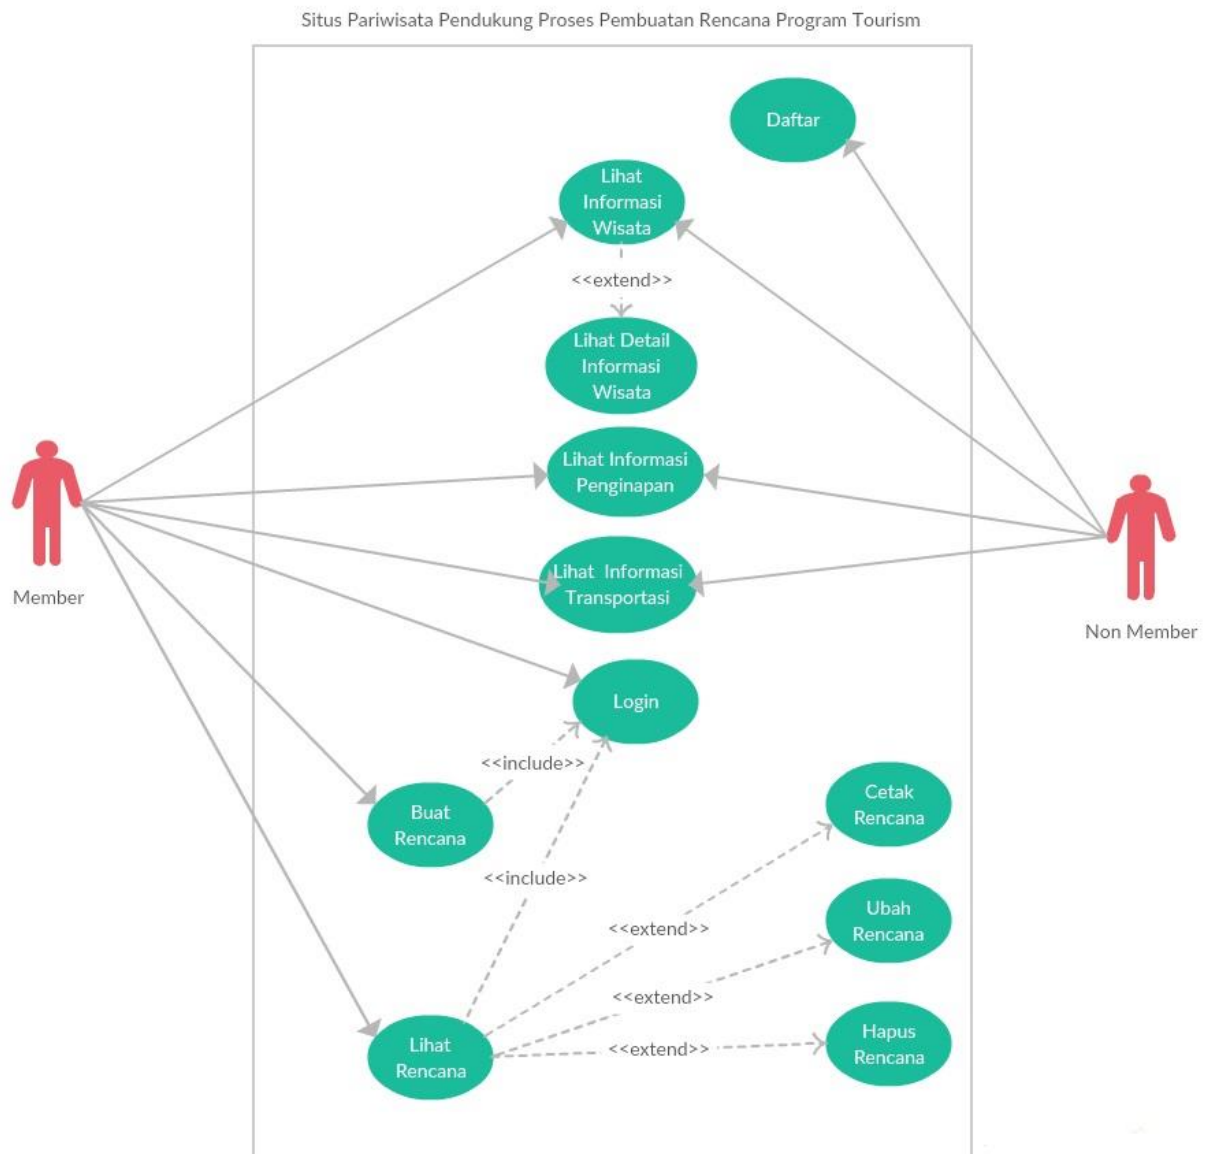 Situs Pariwisata Pendukung Proses Pembuatan Rencana Program Tourism
Daftar
Lihat
Informasi
Wisata
<<extend>>
Lihat Detail
Informasi
Wisata
Lihat Informasi
Penginapan
Lihat Informasi
Transportasi
Member
Non Member
Login
<<include>>
Buat
Rencana
Cetak
Rencana
<<include>>
<<extend>>
Ubah
Rencana
<<extend>>
Lihat
Rencana
<<extend>>
Hapus
Rencana